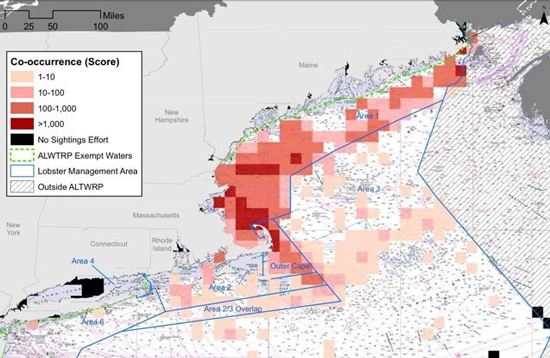 0 25 50 100
Miles
Co-occurrence (Score)
1-10
10-100
100-1,000
>1,000
No Sightings Effort
ALWTRP Exempt Waters
Lobster Management Area
Outside ALTWRP
Maine
New
Hampshire
Area 1
Area 3
Massachusetts
New
York
Connecticut
Rhode
Island
Area 4
Outer Cape
Area 2
Area 2/3 Overlap
Area 6